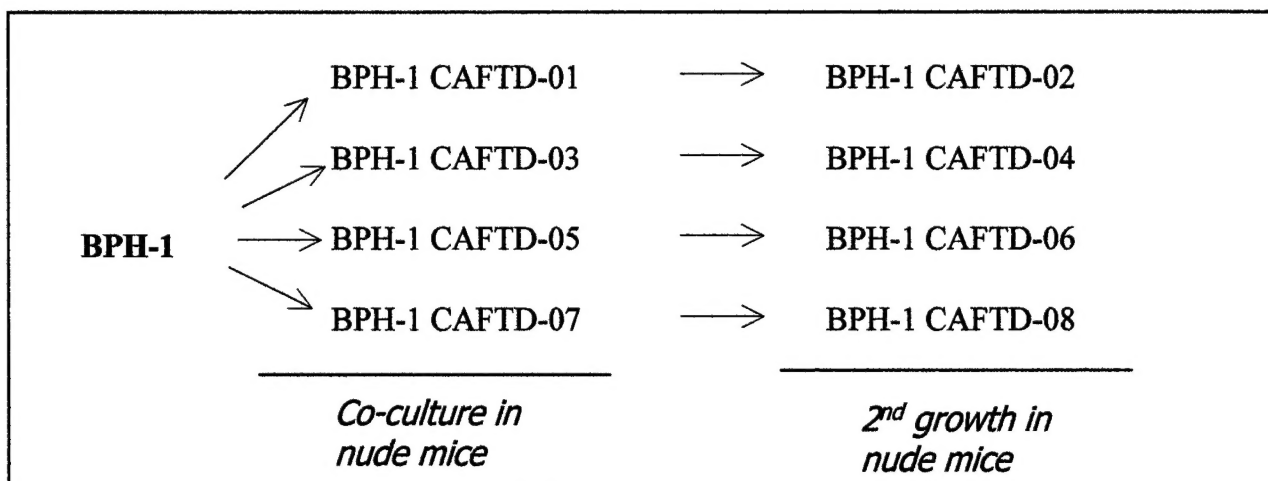 BPH-1 CAFTD-01 → BPH-1 CAFTD-02
BPH-1 CAFTD-03 → BPH-1 CAFTD-04
BPH-1
BPH-1 CAFTD-05 → BPH-1 CAFTD-06
BPH-1 CAFTD-07 → BPH-1 CAFTD-08
Co-culture in
nude mice
2nd growth in
nude mice